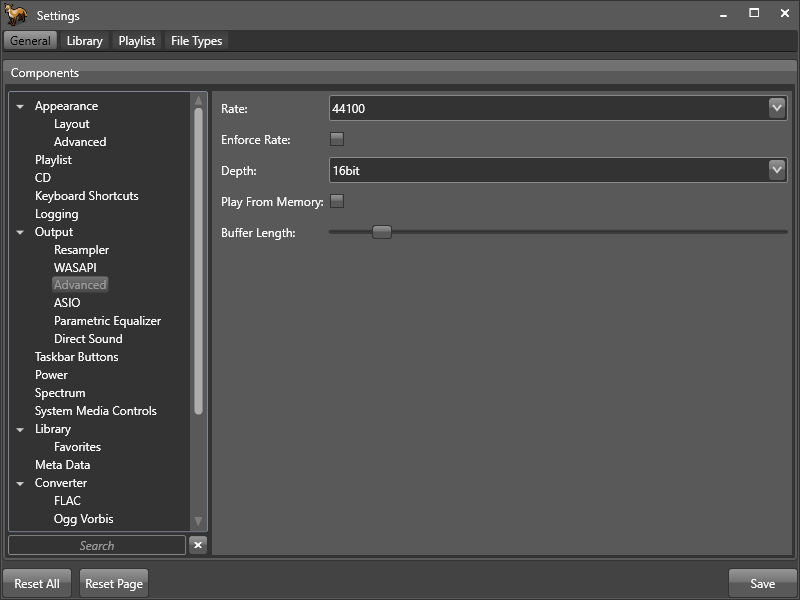 Settings
General Library Playlist File Types
Components
Appearance
Layout
Advanced
Playlist
CD
Keyboard Shortcuts
Logging
Output
Resampler
WASAPI
Advanced
ASIO
Parametric Equalizer
Direct Sound
Taskbar Buttons
Power
Spectrum
System Media Controls
Library
Favorites
Meta Data
Converter
FLAC
Ogg Vorbis
Search
Rate: 44100
Enforce Rate:
Depth: 16bit
Play From Memory:
Buffer Length:
Reset All Reset Page Save